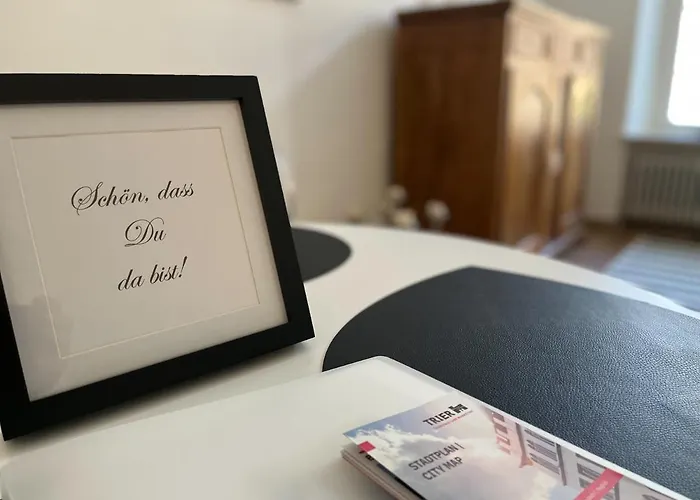 Schön, dass
Du
da bist!
TRIER
STADTPLAN |
CITY MAP